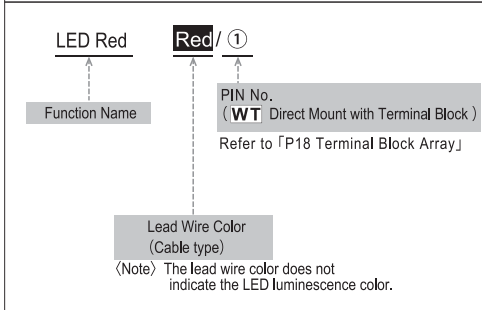 LED Red Red / ①
Function Name
PIN No.
( WT Direct Mount with Terminal Block )
Refer to 「P18 Terminal Block Array」
Lead Wire Color
(Cable type)
〈Note〉 The lead wire color does not
indicate the LED luminescence color.